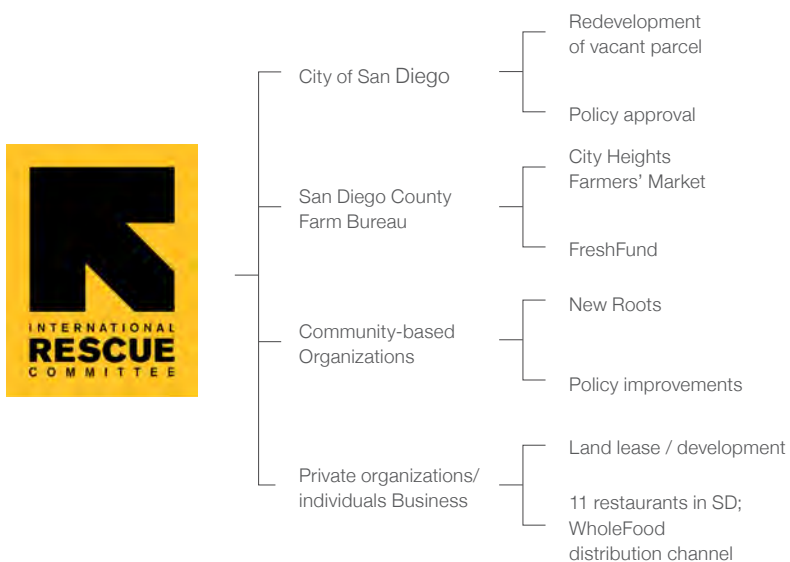 INTERNATIONAL
RESCUE
COMMITTEE
City of San Diego
Redevelopment
of vacant parcel
Policy approval
San Diego County
Farm Bureau
City Heights
Farmers' Market
FreshFund
Community-based
Organizations
New Roots
Policy improvements
Private organizations/
individuals Business
Land lease / development
11 restaurants in SD;
WholeFood
distribution channel